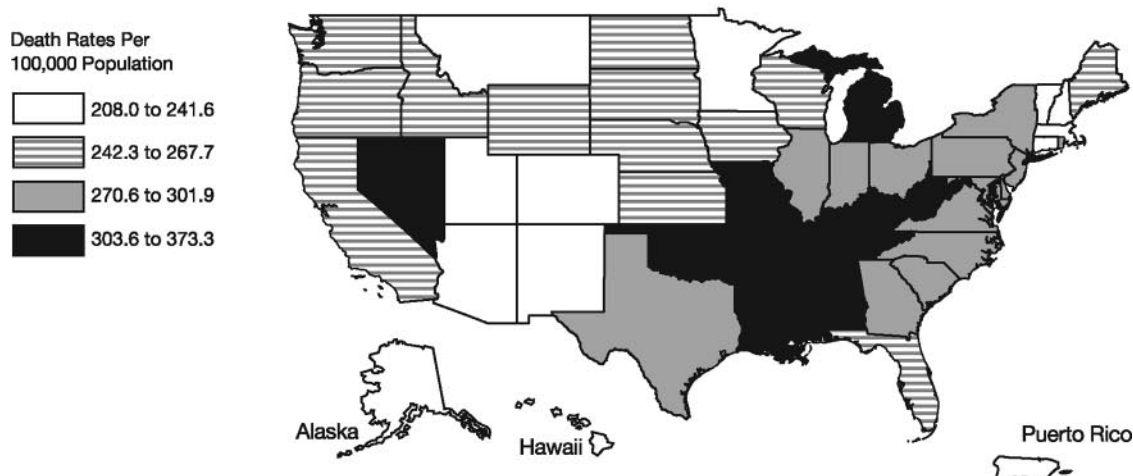 Death Rates Per
100,000 Population
208.0 to 241.6
242.3 to 267.7
270.6 to 301.9
303.6 to 373.3
Alaska
Hawaii
Puerto Rico